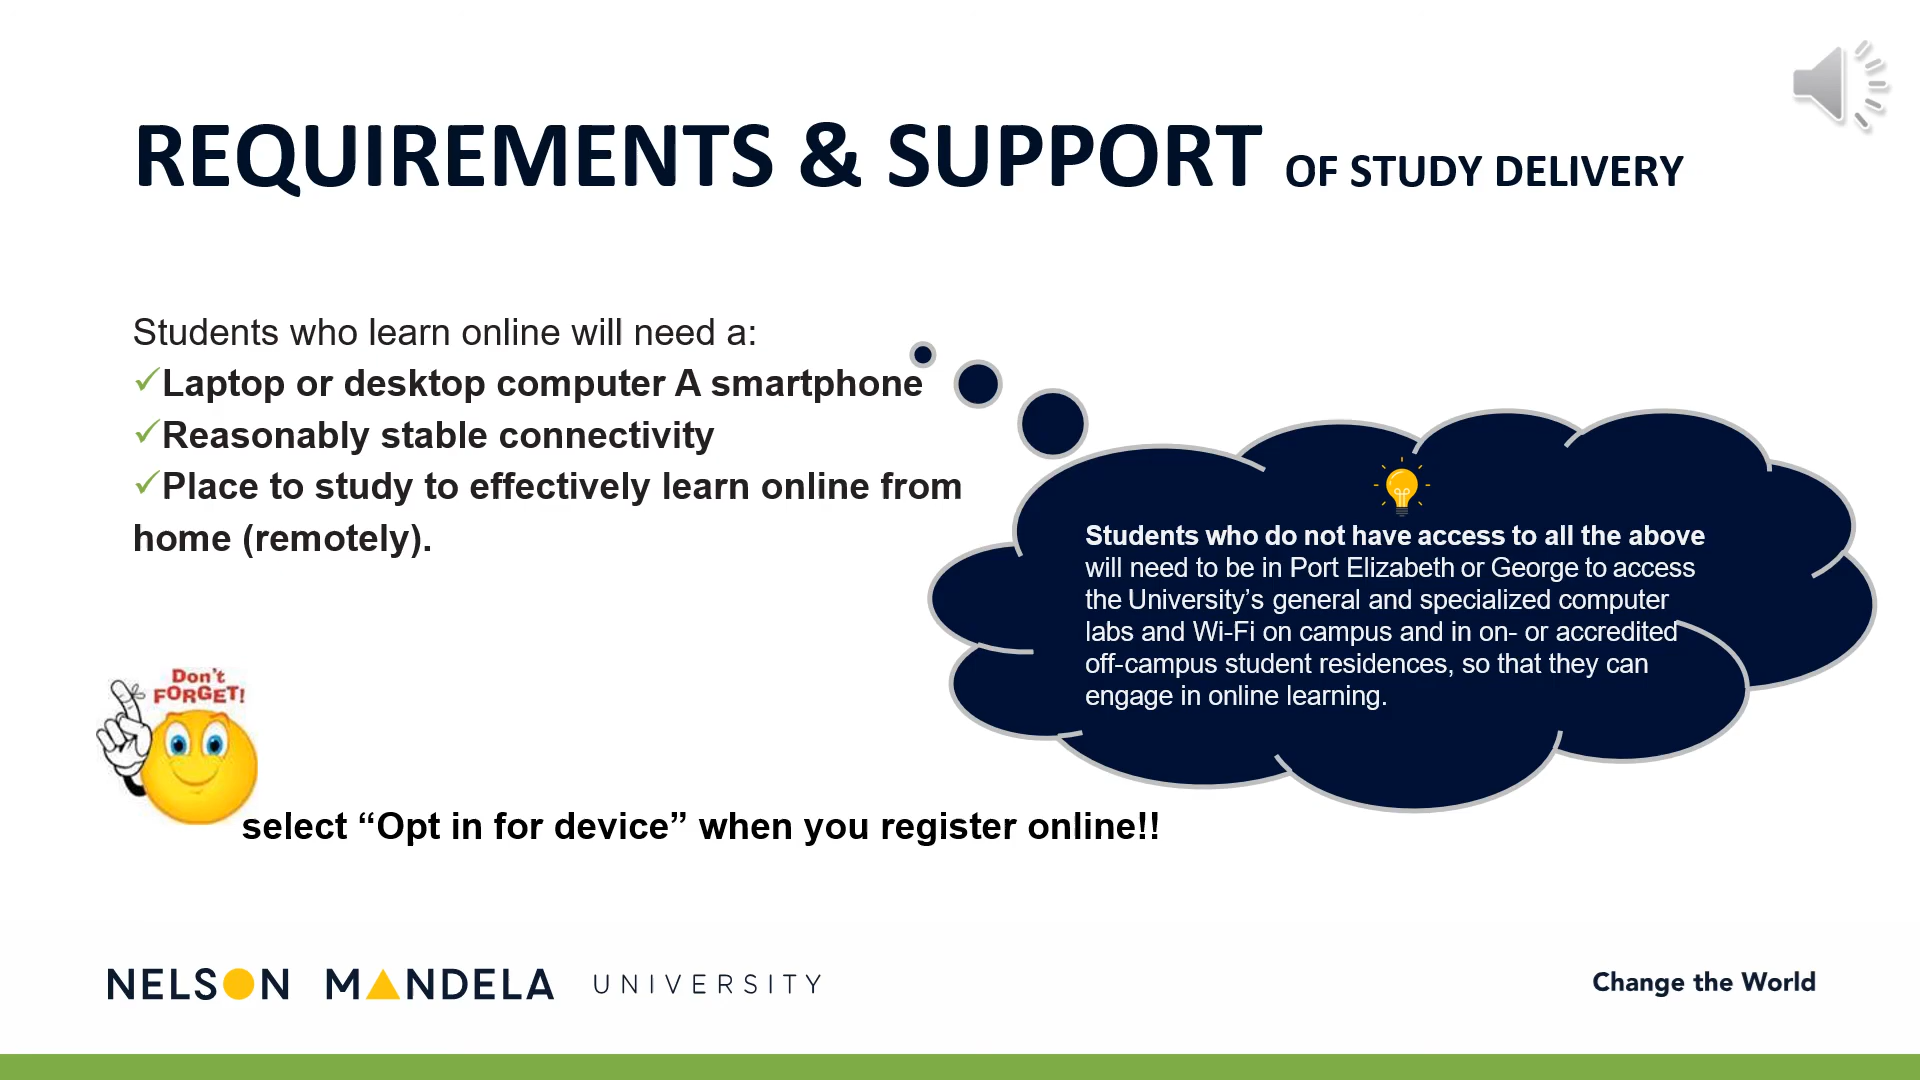 REQUIREMENTS & SUPPORT OF STUDY DELIVERY
Students who learn online will need a:
✓Laptop or desktop computer A smartphone
✓Reasonably stable connectivity
✓Place to study to effectively learn online from
home (remotely).
Students who do not have access to all the above
will need to be in Port Elizabeth or George to access
the University’s general and specialized computer
labs and Wi-Fi on campus and in on- or accredited
off-campus student residences, so that they can
engage in online learning.
Don't
FORGET!
select “Opt in for device” when you register online!!
NELSON MANDELA UNIVERSITY
Change the World